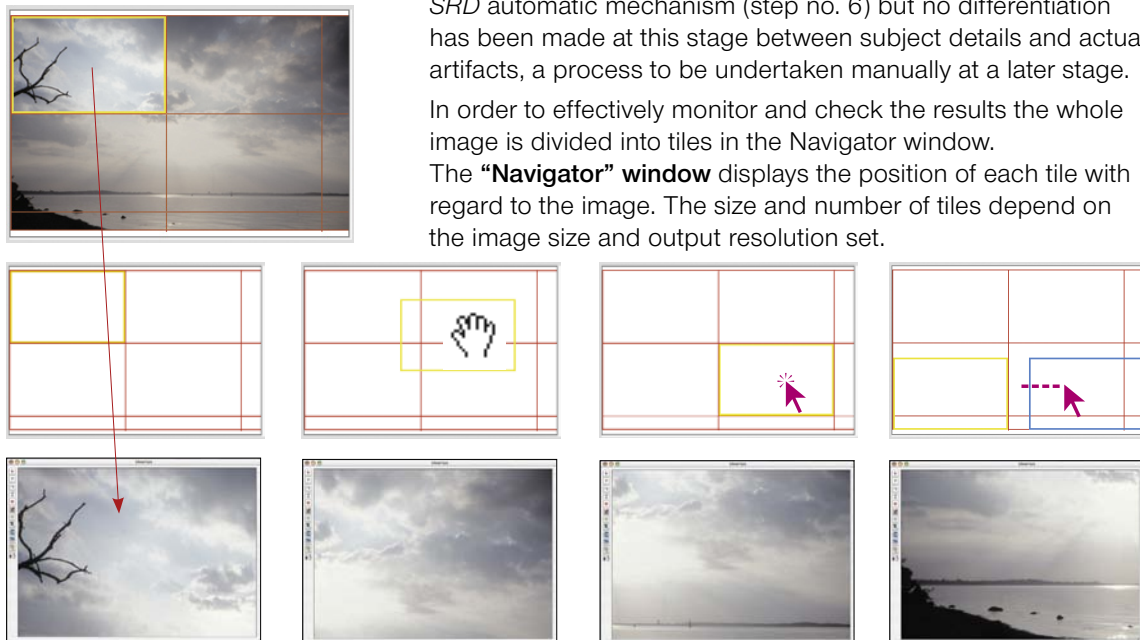 SRD automatic mechanism (step no. 6) but no differentiation
has been made at this stage between subject details and actua
artifacts, a process to be undertaken manually at a later stage.
In order to effectively monitor and check the results the whole
image is divided into tiles in the Navigator window.
The “Navigator” window displays the position of each tile with
regard to the image. The size and number of tiles depend on
the image size and output resolution set.